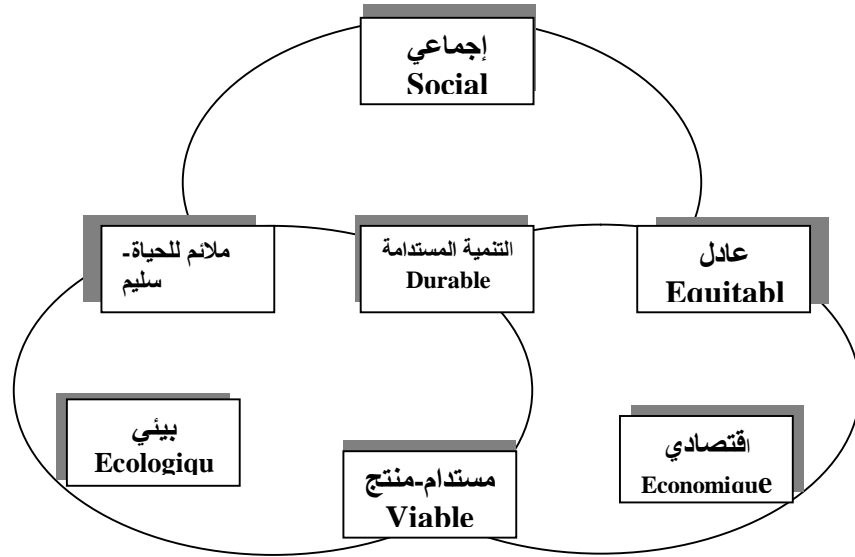 إجماعي
Social
ملائم للحياة-
سليم
التنمية المستدامة
Durable
عادل
Equitabl
بيئي
Ecologiqu
مستدام-منتج
Viable
اقتصادي
Economique